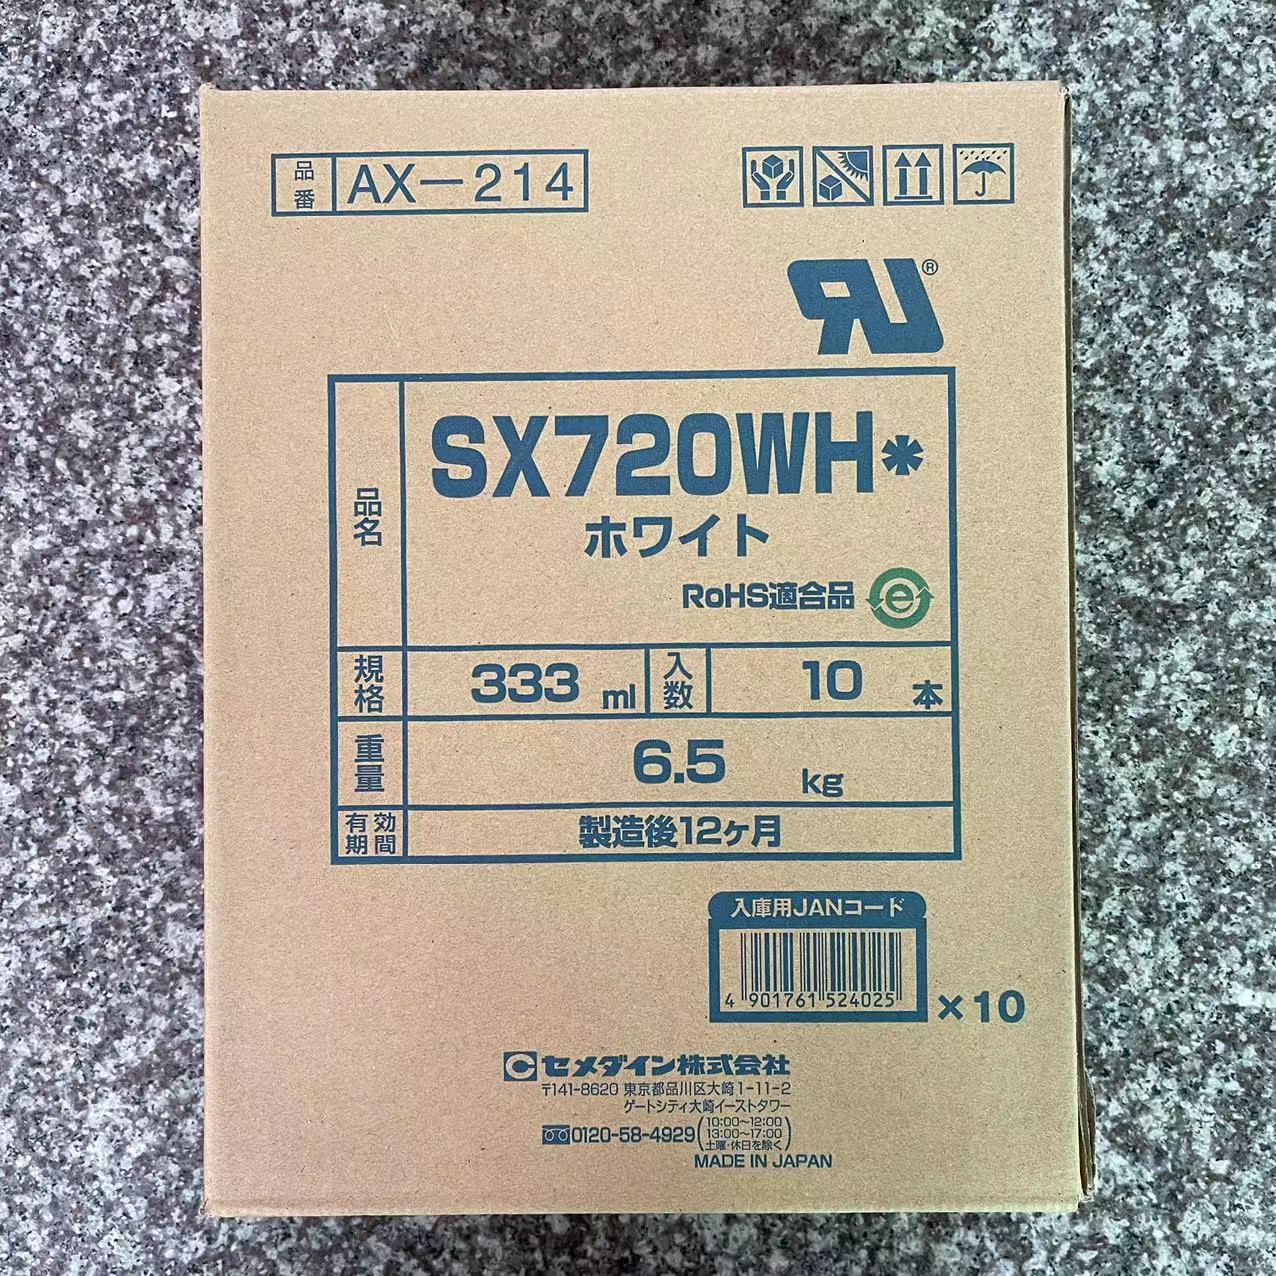 品番 AX-214
RU®
品名 SX720WH*
ホワイト
RoHS適合品 e
規格 333 ml 入数 10 本
重量 6.5 kg
有効期間 製造後12ヶ月
入庫用JANコード
4 901761 524025
×10
C セメダイン株式会社
〒141-8620 東京都品川区大崎1-11-2
ゲートシティ大崎イーストタワー
0120-58-4929 (10:00~12:00
13:00~17:00
土曜・休日を除く)
MADE IN JAPAN